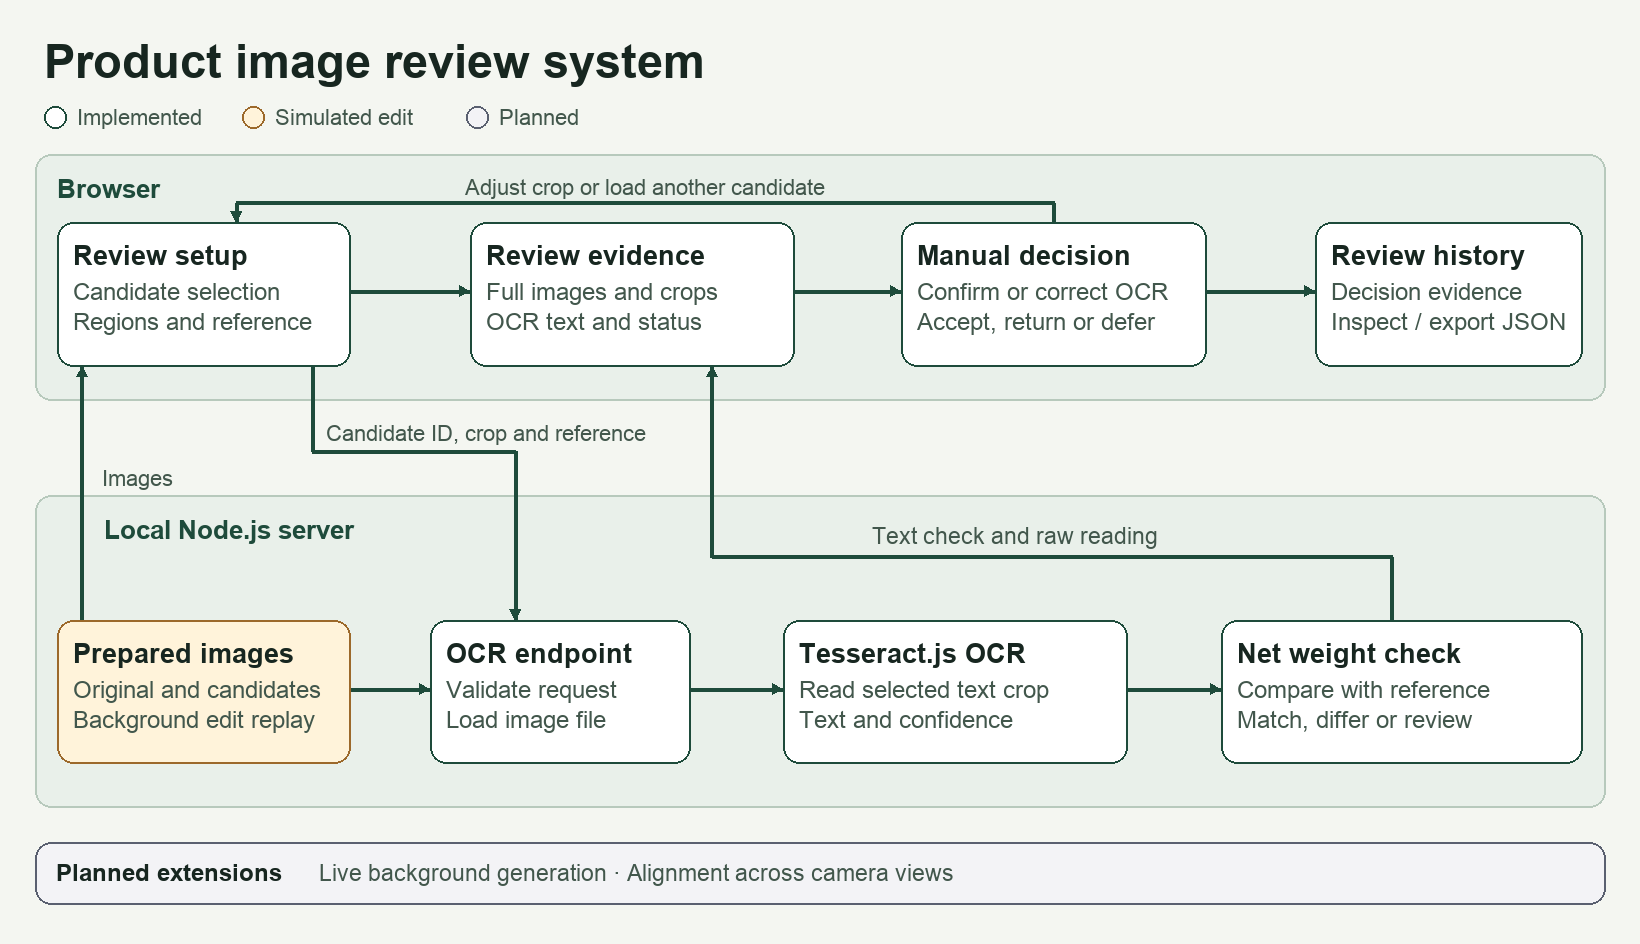 Product image review system
Implemented
Simulated edit
Planned
Browser
Adjust crop or load another candidate
Review setup
Candidate selection
Regions and reference
Review evidence
Full images and crops
OCR text and status
Manual decision
Confirm or correct OCR
Accept, return or defer
Review history
Decision evidence
Inspect / export JSON
Candidate ID, crop and reference
Images
Local Node.js server
Text check and raw reading
Prepared images
Original and candidates
Background edit replay
OCR endpoint
Validate request
Load image file
Tesseract.js OCR
Read selected text crop
Text and confidence
Net weight check
Compare with reference
Match, differ or review
Planned extensions
Live background generation · Alignment across camera views